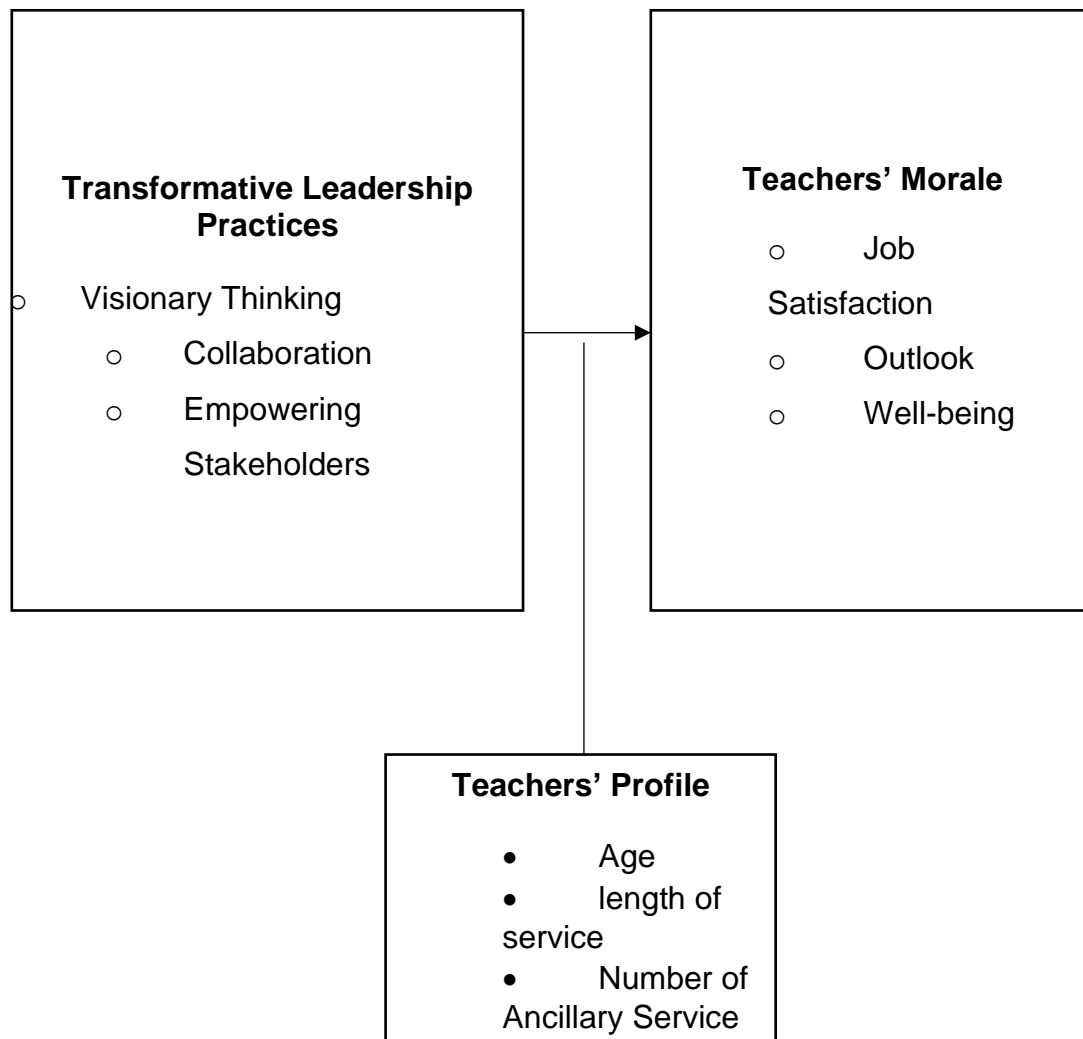 Transformative Leadership
Practices
o Visionary Thinking
o Collaboration
o Empowering
Stakeholders
Teachers’ Morale
o Job
Satisfaction
o Outlook
o Well-being
Teachers’ Profile
• Age
• length of
service
• Number of
Ancillary Service